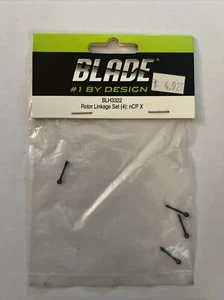 BLADE
#1 BY DESIGN
BLH3322
Rotor Linkage Set (4): nCP X